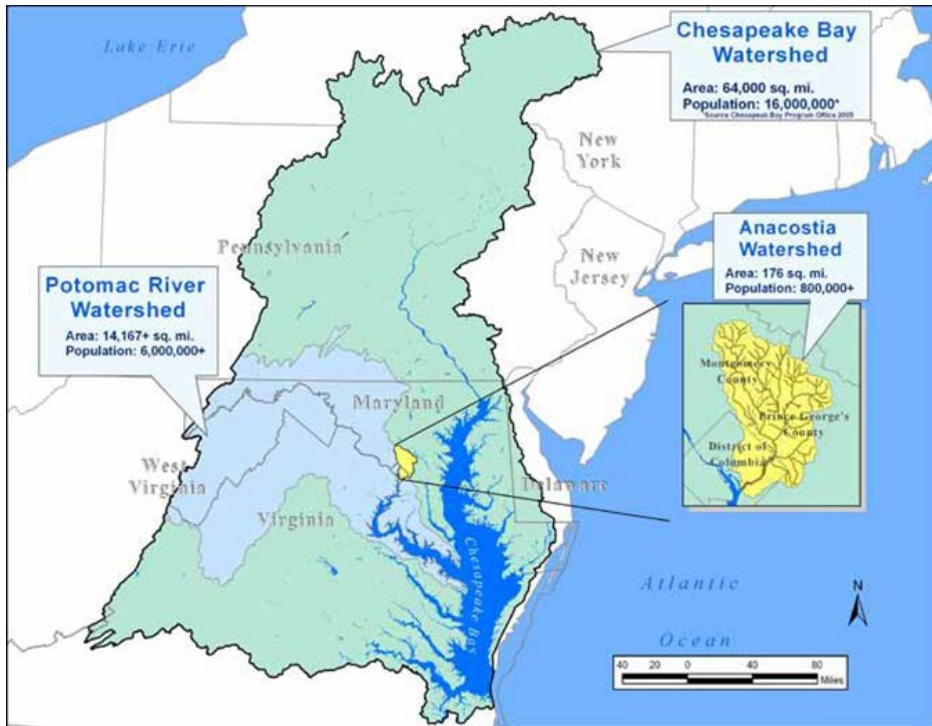 Lake Erie
Chesapeake Bay
Watershed
Area: 64,000 sq. mi.
Population: 16,000,000*
*Source Chesapeak Bay Program Office 2005
New
York
Pennsylvania
New
Jersey
Anacostia
Watershed
Area: 176 sq. mi.
Population: 800,000+
Potomac River
Watershed
Area: 14,167+ sq. mi.
Population: 6,000,000+
Montgomery
County
Prince George's
County
District of
Columbia
Maryland
West
Virginia
Delaware
Virginia
Chesapeake Bay
Atlantic
Ocean
N
40 20 0 40 80
Miles